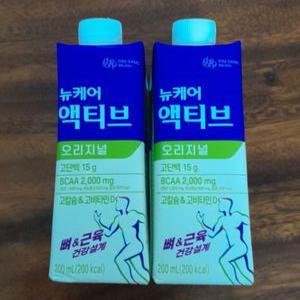 뉴케어
액티브
오리지널
고단백 15 g
BCAA 2,000 mg
고칼슘&고비타민D
뼈&근육
건강설계
200 mL(200 kcal)
뉴케어
액티브
오리지널
고단백 15 g
BCAA 2,000 mg
고칼슘&고비타민D
뼈&근육
건강설계
200 mL(200 kcal)